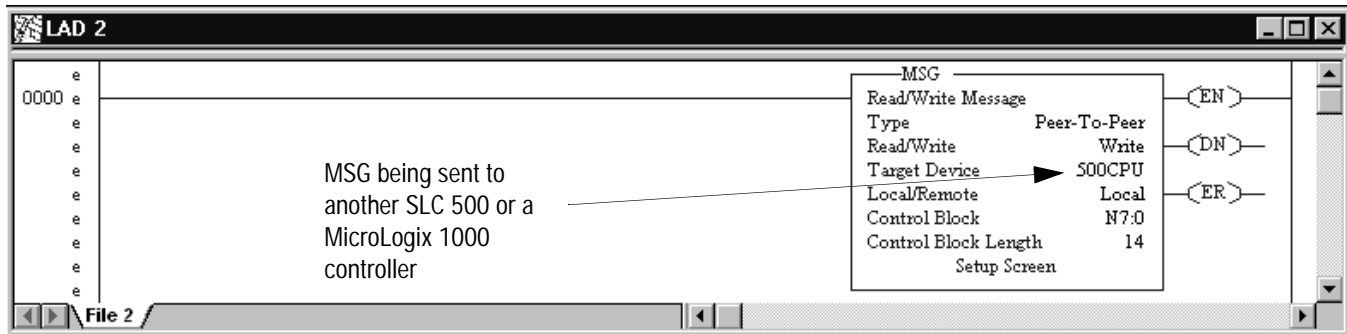 LAD 2
e
0000 e
e
e
e
e
e
e
e
e
MSG being sent to
another SLC 500 or a
MicroLogix 1000
controller
MSG
Read/Write Message
Type Peer-To-Peer
Read/Write Write
Target Device 500CPU
Local/Remote Local
Control Block N7:0
Control Block Length 14
Setup Screen
EN
DN
ER
File 2